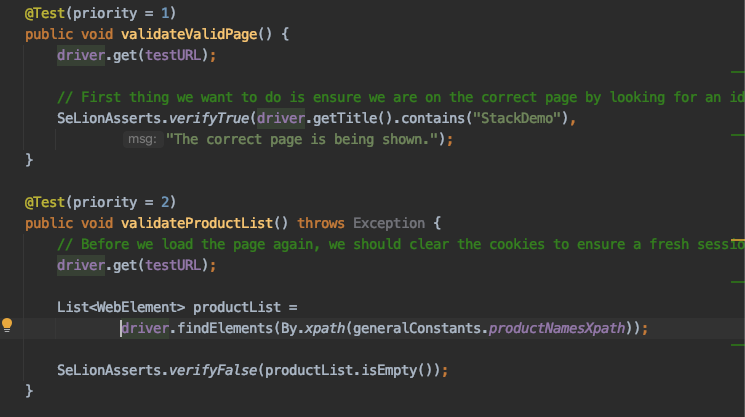 @Test(priority = 1)
public void validateValidPage() {
driver.get(testURL);
// First thing we want to do is ensure we are on the correct page by looking for an id
SeLionAsserts.verifyTrue(driver.getTitle().contains("StackDemo"),
msg: "The correct page is being shown.");
}
@Test(priority = 2)
public void validateProductList() throws Exception {
// Before we load the page again, we should clear the cookies to ensure a fresh sessio
driver.get(testURL);
List<WebElement> productList =
driver.findElements(By.xpath(generalConstants.productNamesXpath));
SeLionAsserts.verifyFalse(productList.isEmpty());
}